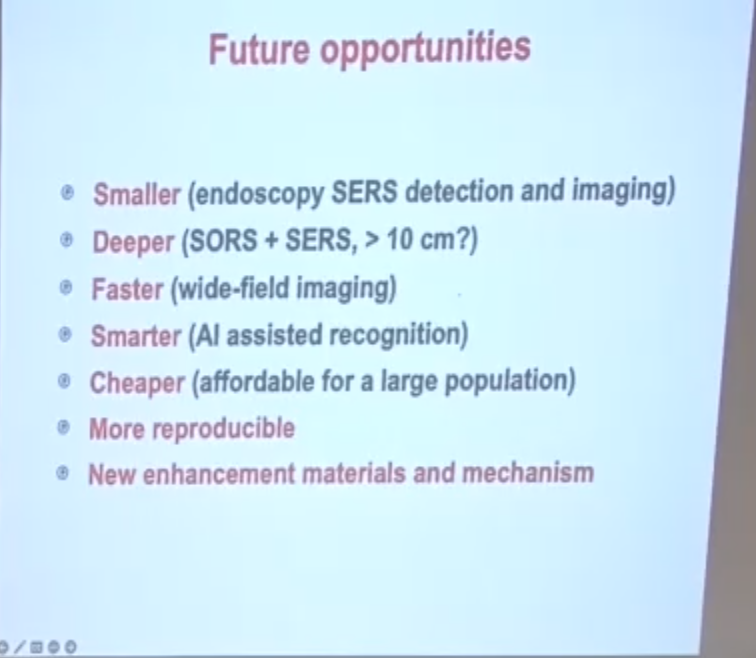 Future opportunities
Smaller (endoscopy SERS detection and imaging)
Deeper (SORS + SERS, > 10 cm?)
Faster (wide-field imaging)
Smarter (AI assisted recognition)
Cheaper (affordable for a large population)
More reproducible
New enhancement materials and mechanism